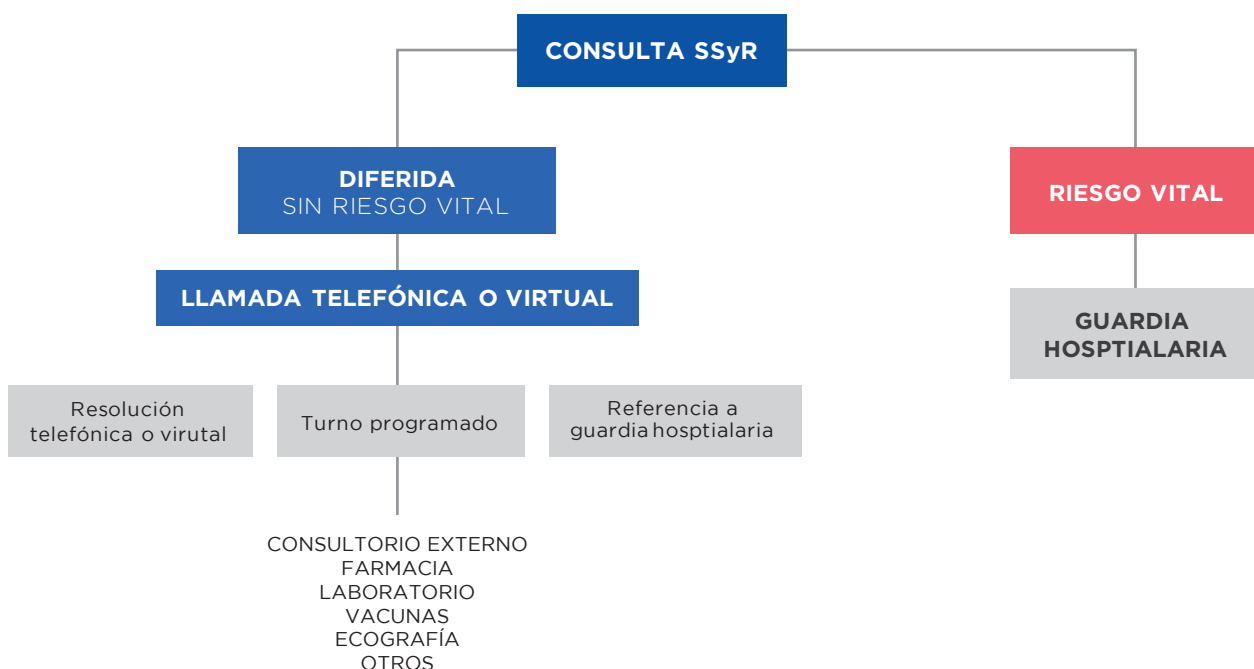 CONSULTA SSyR
DIFERIDA
SIN RIESGO VITAL
RIESGO VITAL
LLAMADA TELEFÓNICA O VIRTUAL
GUARDIA
HOSPTIALARIA
Resolución
telefónica o virutal
Turno programado
Referencia a
guardia hosptialaria
CONSULTORIO EXTERNO
FARMACIA
LABORATORIO
VACUNAS
ECOGRAFÍA
OTROS